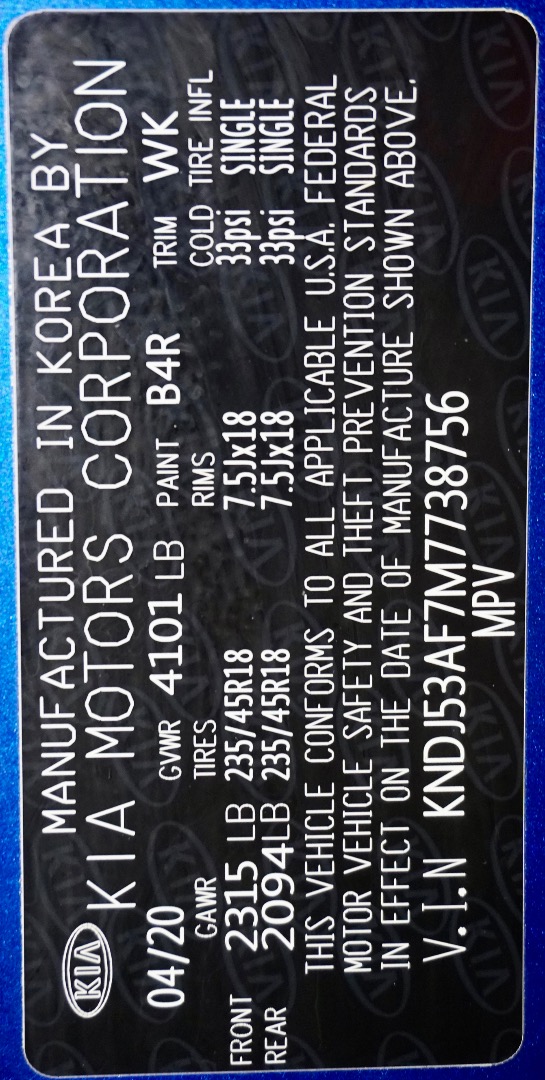 MANUFACTURED IN KOREA BY
KIA KIA MOTORS CORPORATION
04/20 GVWR 4101 LB PAINT B4R TRIM WK
GAWR TIRES RIMS COLD TIRE INFL
FRONT 2315 LB 235/45R18 7.5Jx18 33psi SINGLE
REAR 2094LB 235/45R18 7.5Jx18 33psi SINGLE
THIS VEHICLE CONFORMS TO ALL APPLICABLE U.S.A. FEDERAL
MOTOR VEHICLE SAFETY AND THEFT PREVENTION STANDARDS
IN EFFECT ON THE DATE OF MANUFACTURE SHOWN ABOVE.
V.I.N KNDJ53AF7M7738756
MPV